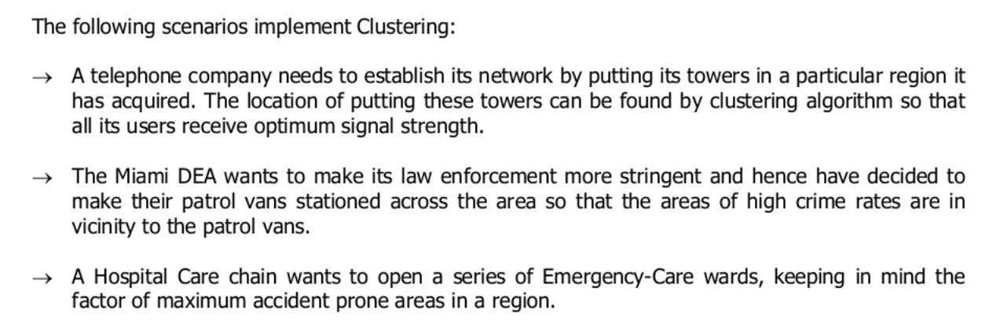 The following scenarios implement Clustering:
→ A telephone company needs to establish its network by putting its towers in a particular region it
has acquired. The location of putting these towers can be found by clustering algorithm so that
all its users receive optimum signal strength.
→ The Miami DEA wants to make its law enforcement more stringent and hence have decided to
make their patrol vans stationed across the area so that the areas of high crime rates are in
vicinity to the patrol vans.
→ A Hospital Care chain wants to open a series of Emergency-Care wards, keeping in mind the
factor of maximum accident prone areas in a region.